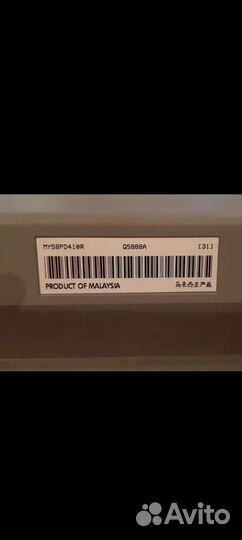 MY58PD410R Q5888A [31]
PRODUCT OF MALAYSIA 马来西亚产品
Avito